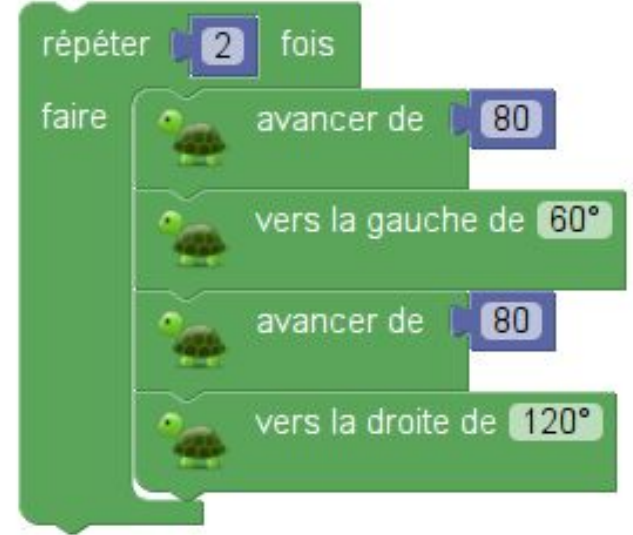 répéter 2 fois
faire avancer de 80
vers la gauche de 60°
avancer de 80
vers la droite de 120°